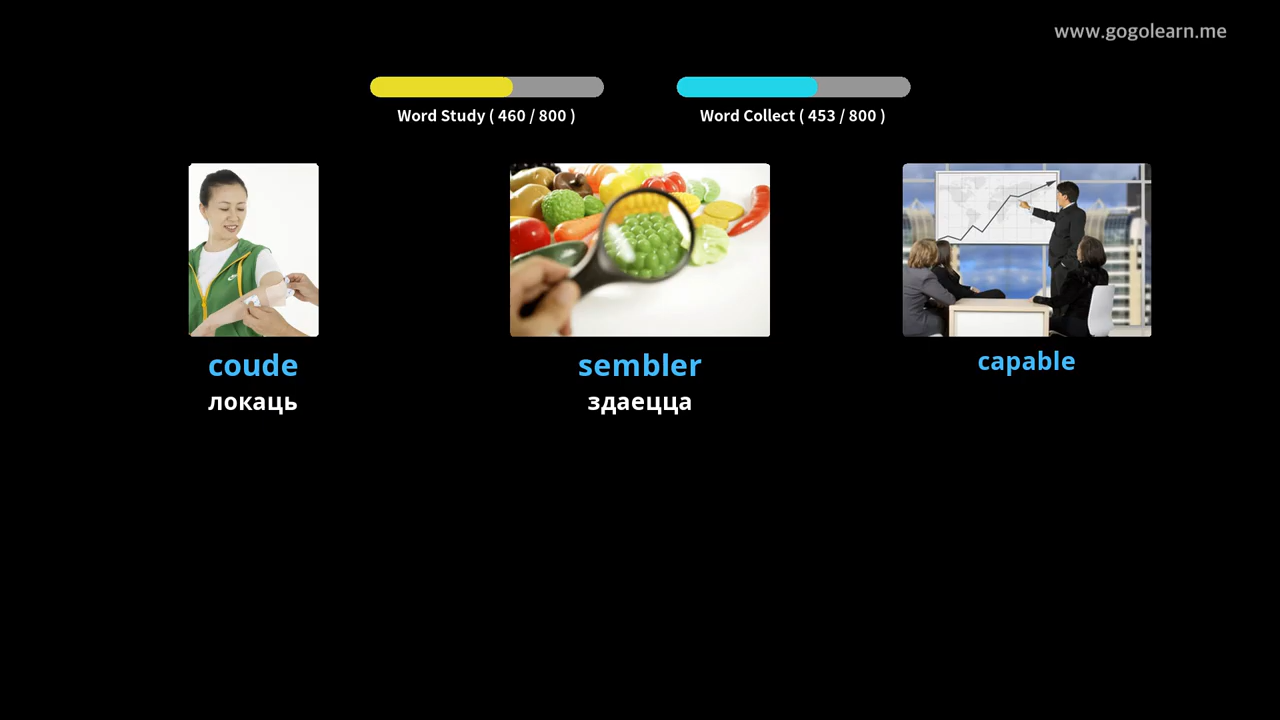 www.gogolearn.me
Word Study ( 460 / 800 )
Word Collect ( 453 / 800 )
coude
локаць
sembler
здаецца
capable